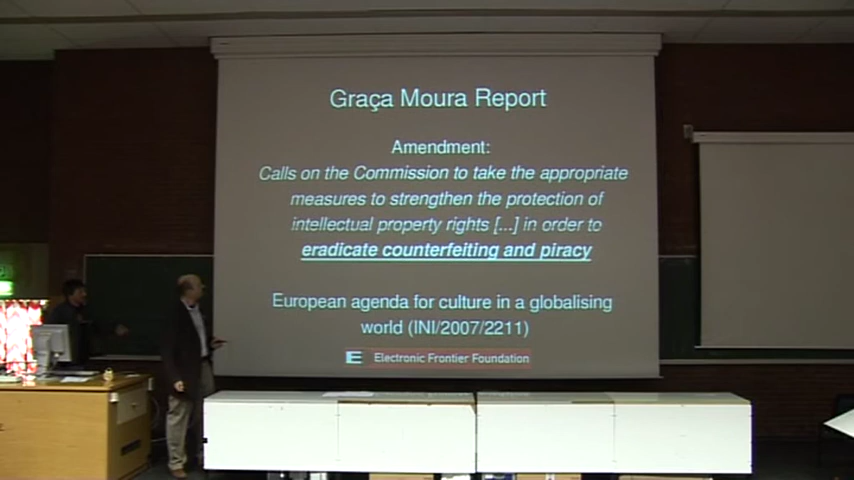 Graça Moura Report
Amendment:
Calls on the Commission to take the appropriate
measures to strengthen the protection of
intellectual property rights [...] in order to
eradicate counterfeiting and piracy
European agenda for culture in a globalising
world (INI/2007/2211)
Electronic Frontier Foundation